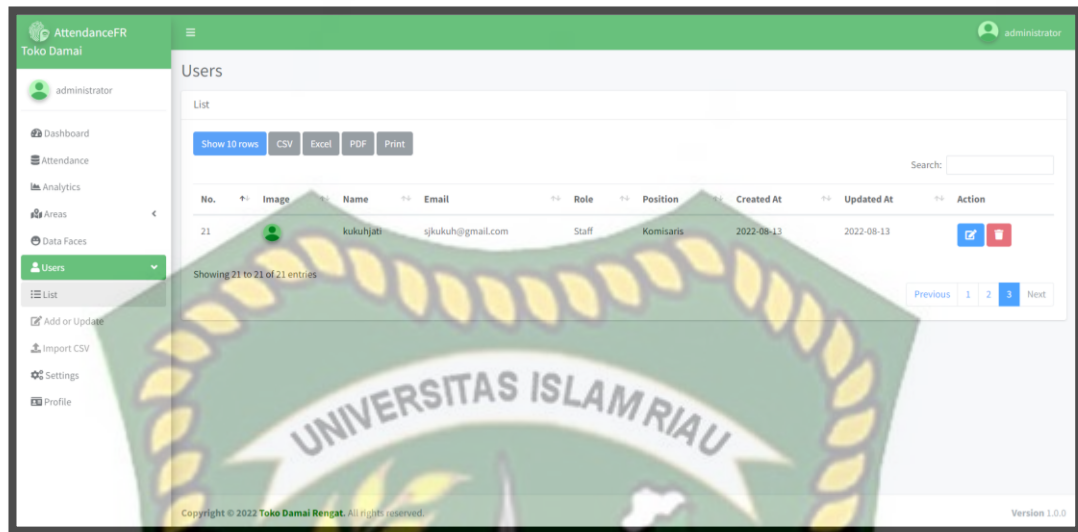 AttendanceFR
Toko Damai
administrator
administrator
Dashboard
Attendance
Analytics
Areas
Data Faces
Users
List
Add or Update
Import CSV
Settings
Profile
Users
List
Show 10 rows CSV Excel PDF Print
Search:
No. Image Name Email Role Position Created At Updated At Action
21 kukuhjati sjkukuh@gmail.com Staff Komisaris 2022-08-13 2022-08-13
Showing 21 to 21 of 21 entries
Previous 1 2 3 Next
UNIVERSITAS ISLAM RIAU
Copyright © 2022 Toko Damai Rengat. All rights reserved.
Version 1.0.0